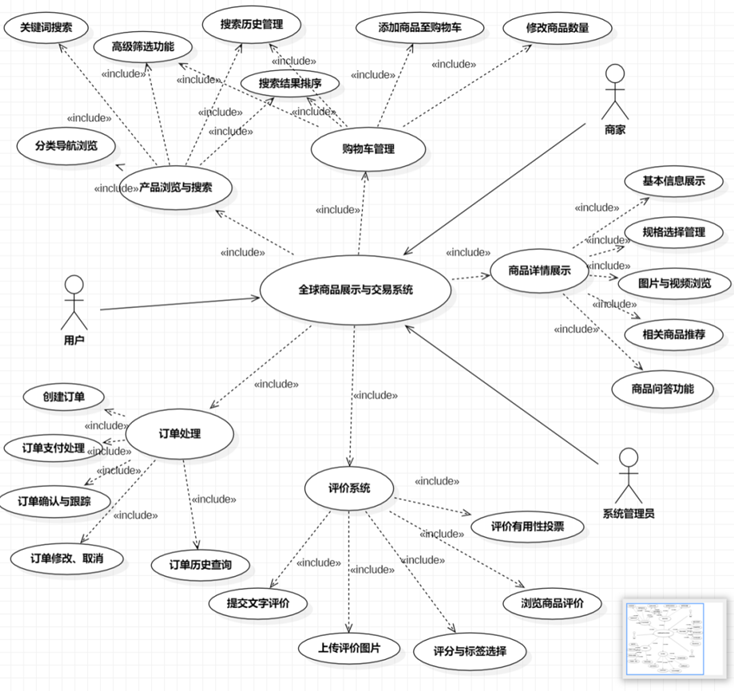 关键词搜索
搜索历史管理
添加商品至购物车
修改商品数量
高级筛选功能
«include»
«include»
«include»
«include»
«include»
搜索结果排序
«include»
«include»
«include»
«include»
«include»
商家
分类导航浏览
购物车管理
«include»
产品浏览与搜索
基本信息展示
«include»
«include»
规格选择管理
«include»
«include»
«include»
商品详情展示
«include»
图片与视频浏览
全球商品展示与交易系统
用户
«include»
相关商品推荐
«include»
商品问答功能
«include»
«include»
创建订单
«include»
订单处理
订单支付处理
«include»
«include»
系统管理员
评价系统
«include»
订单确认与跟踪
«include»
«include»
评价有用性投票
«include»
订单修改、取消
订单历史查询
«include»
«include»
«include»
提交文字评价
浏览商品评价
上传评价图片
评分与标签选择